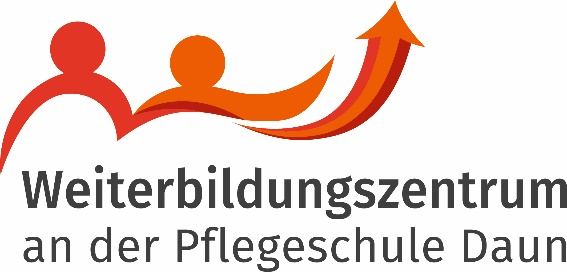 Weiterbildungszentrum
an der Pflegeschule Daun